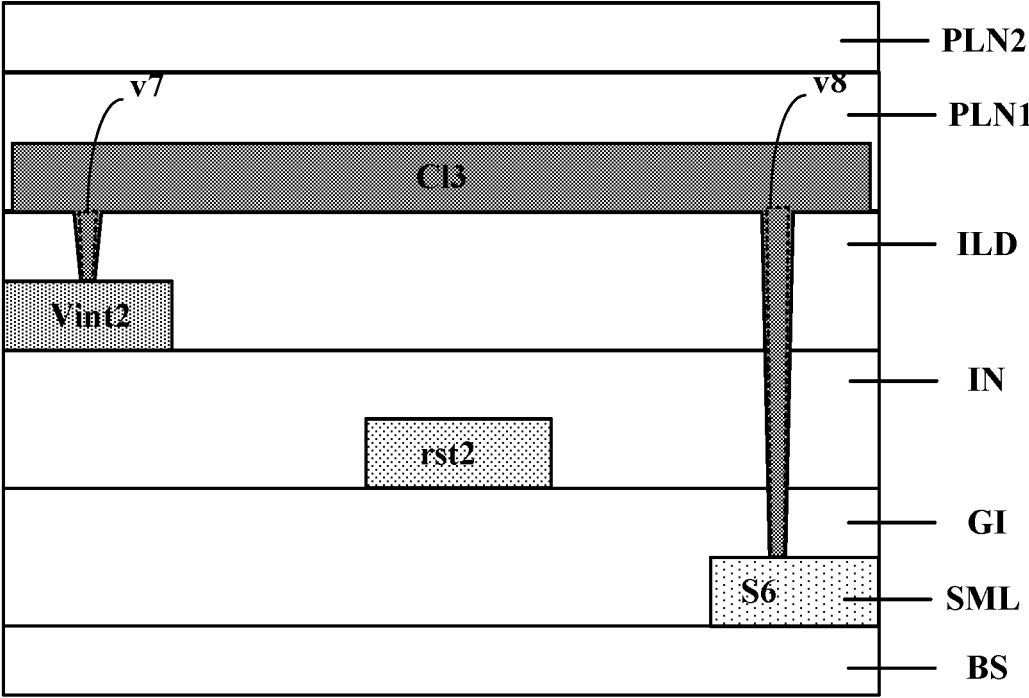 PLN2
v7
v8
PLN1
Cl3
ILD
Vint2
IN
rst2
GI
S6
SML
BS